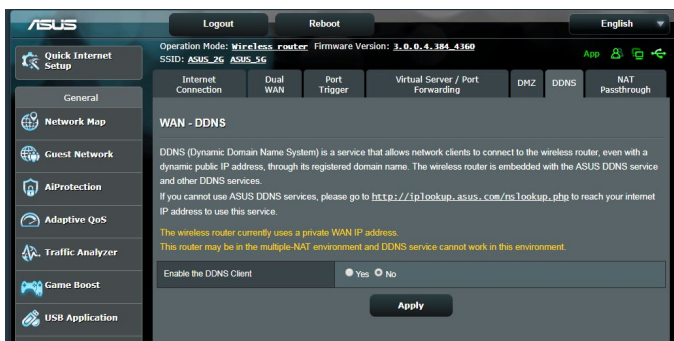 ASUS
Logout
Reboot
English
Operation Mode: Wireless router Firmware Version: 3.0.0.4.384_4360
SSID: ASUS_2G ASUS_5G
App
Quick Internet
Setup
General
Network Map
Guest Network
AiProtection
Adaptive QoS
Traffic Analyzer
Game Boost
USB Application
Internet
Connection
Dual
WAN
Port
Trigger
Virtual Server / Port
Forwarding
DMZ
DDNS
NAT
Passthrough
WAN - DDNS
DDNS (Dynamic Domain Name System) is a service that allows network clients to connect to the wireless router, even with a
dynamic public IP address, through its registered domain name. The wireless router is embedded with the ASUS DDNS service
and other DDNS services.
If you cannot use ASUS DDNS services, please go to http://iplookup.asus.com/nslookup.php to reach your internet
IP address to use this service.
The wireless router currently uses a private WAN IP
address.
This router may be in the multiple-NAT environment and DDNS service cannot work in this environment.
Enable the DDNS Client
Yes No
Apply